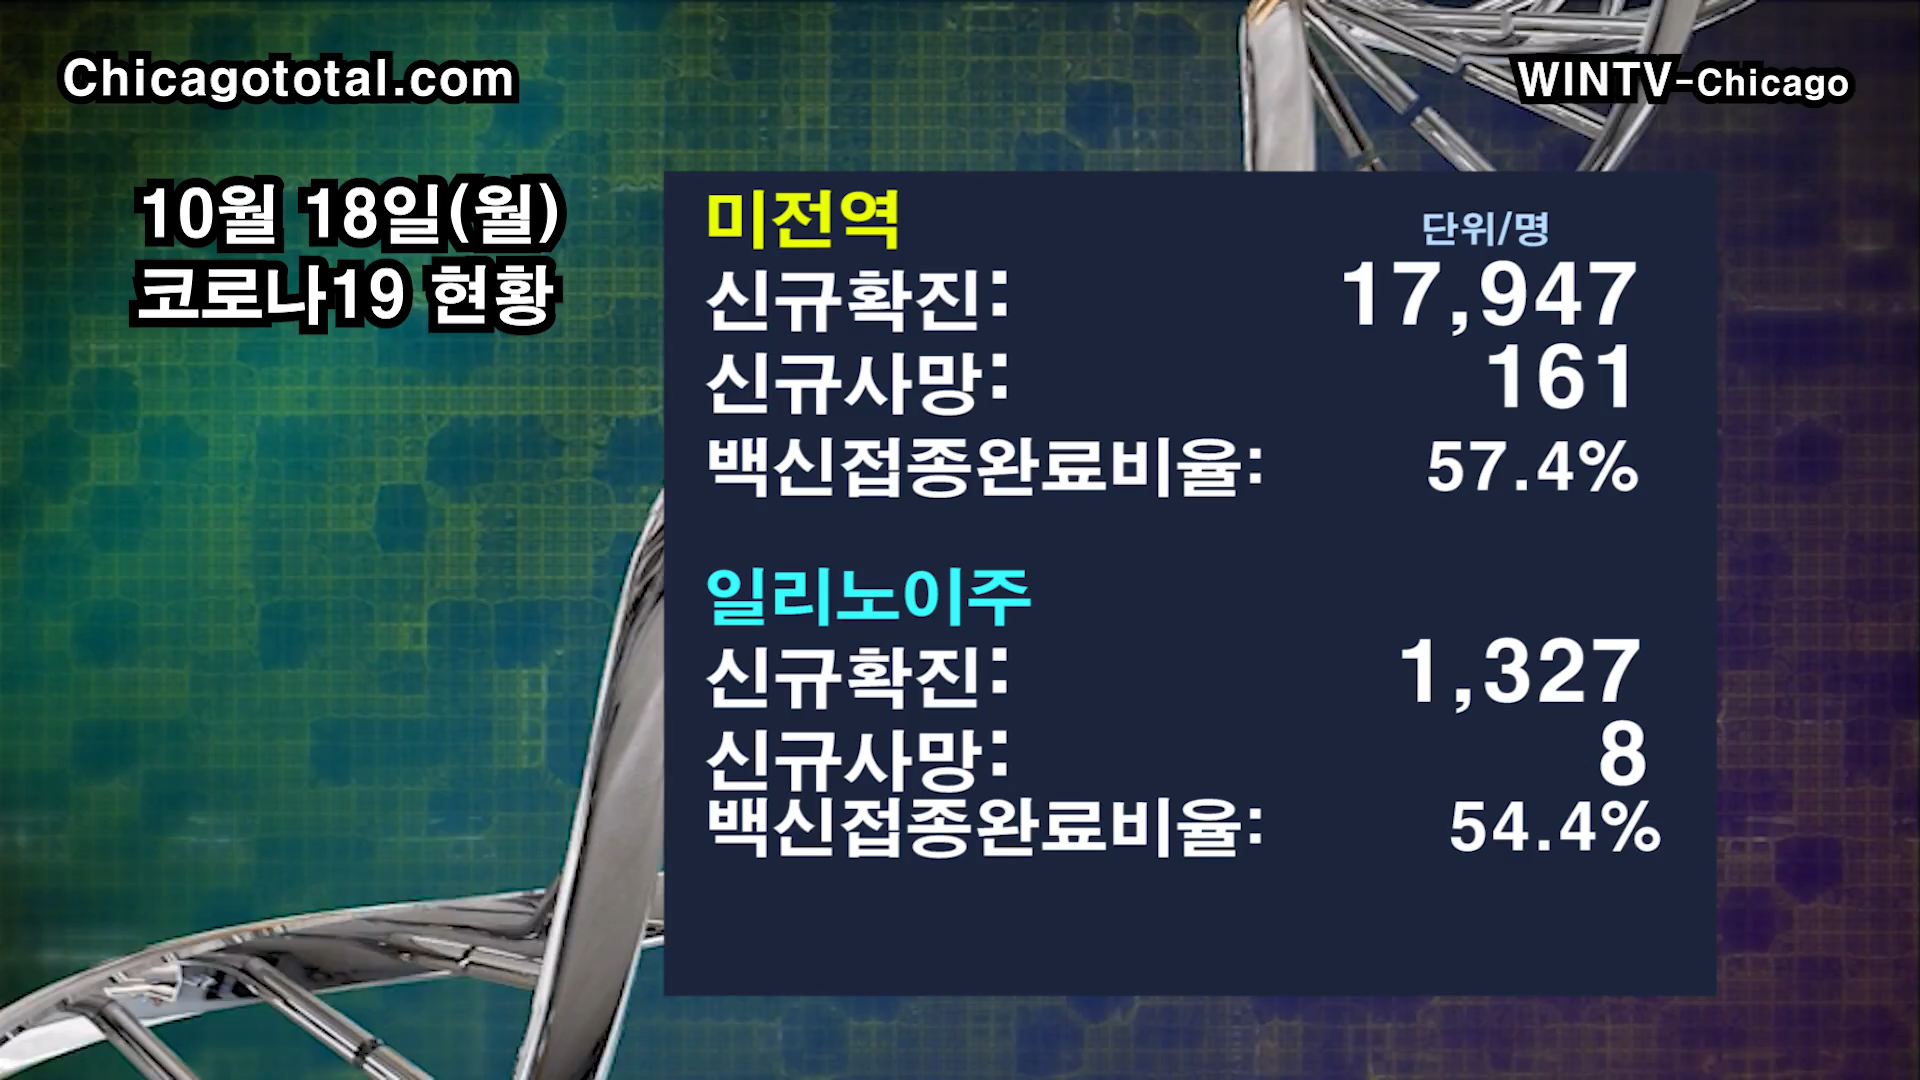 Chicagototal.com
WINTV-Chicago
10월 18일(월)
코로나19 현황
미전역
단위/명
신규확진: 17,947
신규사망: 161
백신접종완료비율: 57.4%
일리노이주
신규확진: 1,327
신규사망: 8
백신접종완료비율: 54.4%